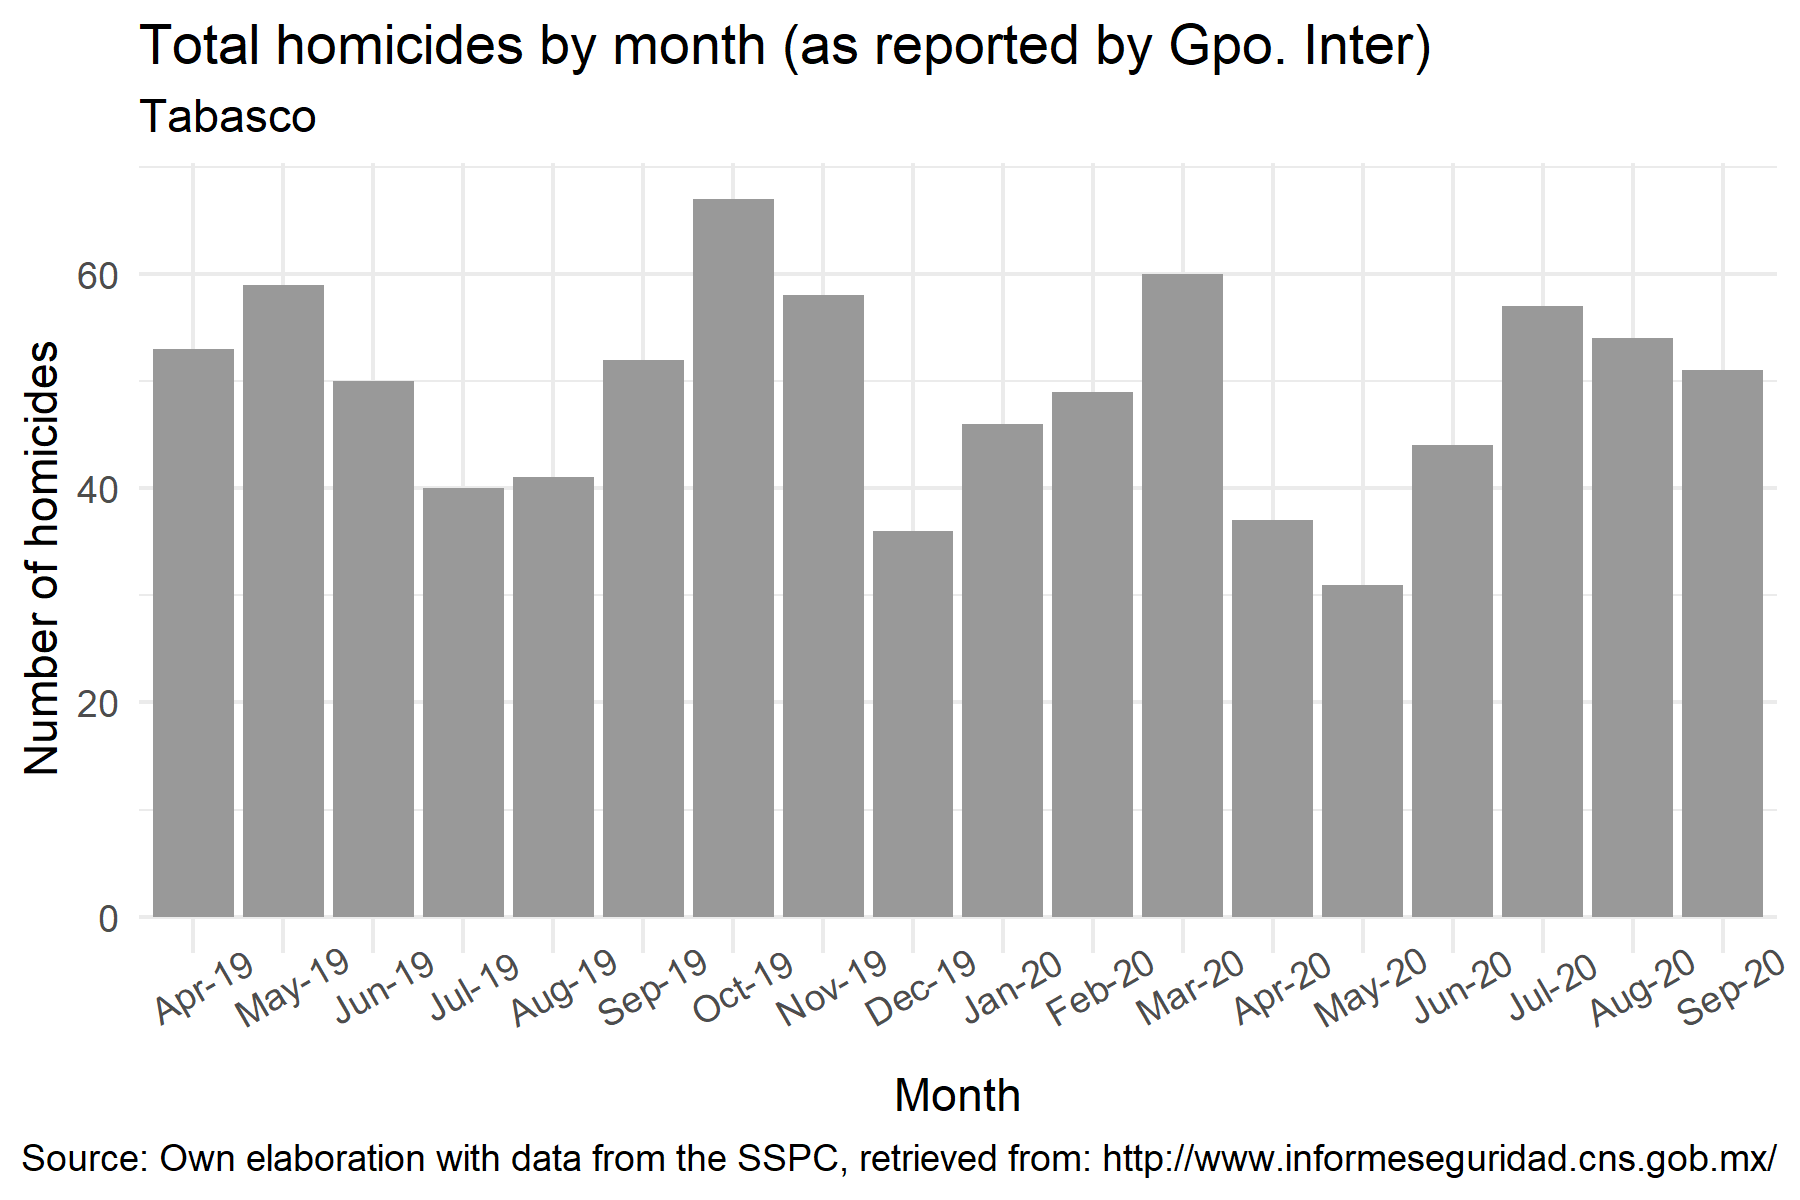 Total homicides by month (as reported by Gpo. Inter)
Tabasco
Number of homicides
60
40
20
0
Apr-19
May-19
Jun-19
Jul-19
Aug-19
Sep-19
Oct-19
Nov-19
Dec-19
Jan-20
Feb-20
Mar-20
Apr-20
May-20
Jun-20
Jul-20
Aug-20
Sep-20
Month
Source: Own elaboration with data from the SSPC, retrieved from: http://www.informeseguridad.cns.gob.mx/